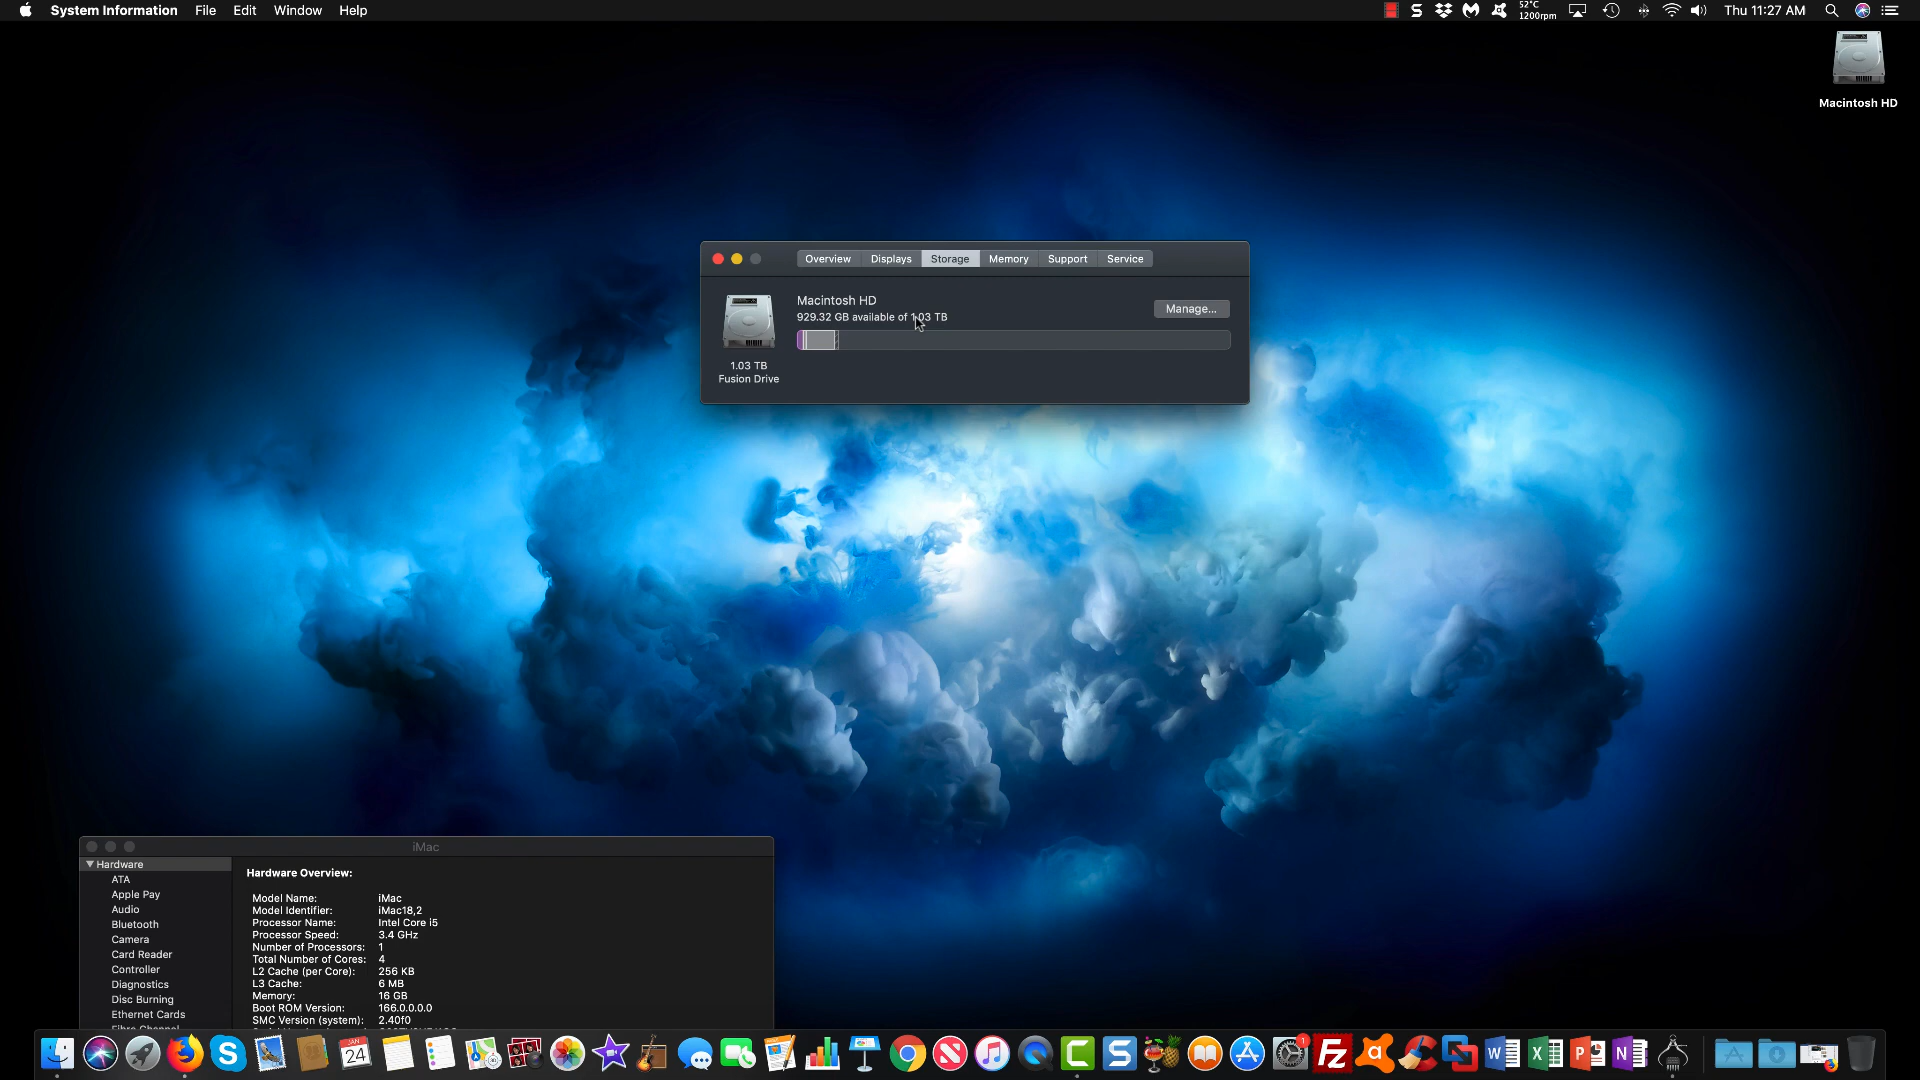 System Information File Edit Window Help
52°C
1200rpm
Thu 11:27 AM
Macintosh HD
Overview Displays Storage Memory Support Service
Macintosh HD
929.32 GB available of 1.03 TB
Manage...
1.03 TB
Fusion Drive
iMac
Hardware
ATA
Apple Pay
Audio
Bluetooth
Camera
Card Reader
Controller
Diagnostics
Disc Burning
Ethernet Cards
Fibre Channel
Hardware Overview:
Model Name: iMac
Model Identifier: iMac18,2
Processor Name: Intel Core i5
Processor Speed: 3.4 GHz
Number of Processors: 1
Total Number of Cores: 4
L2 Cache (per Core): 256 KB
L3 Cache: 6 MB
Memory: 16 GB
Boot ROM Version: 166.0.0.0.0
SMC Version (system): 2.40f0
JAN
24